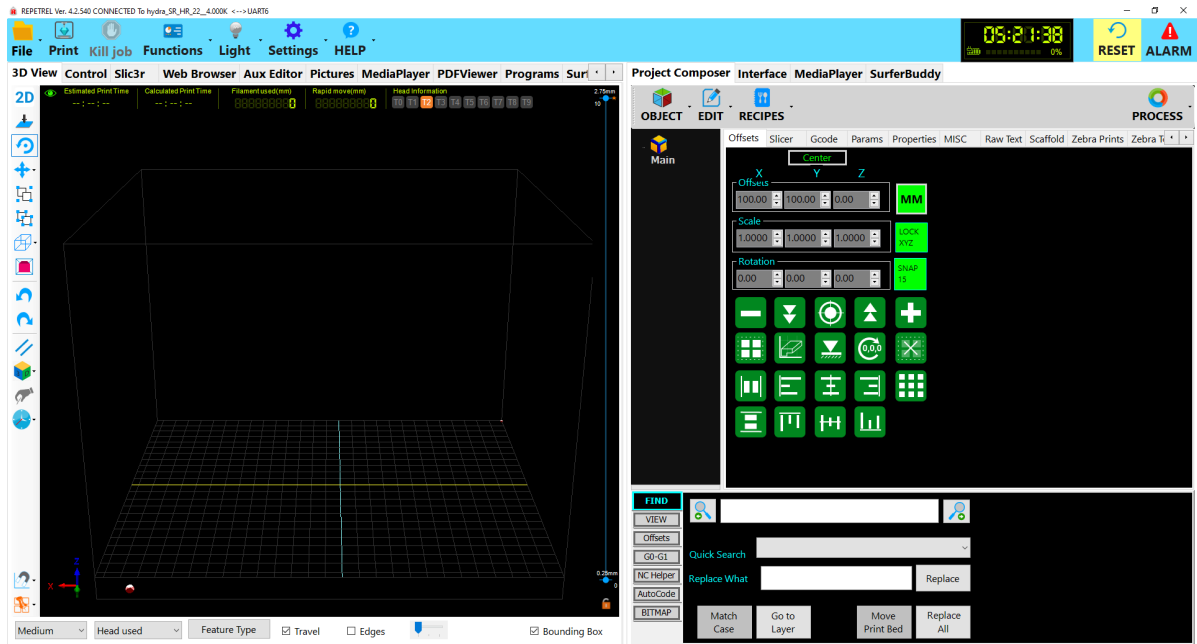 REPETREL Ver. 4.2.540 CONNECTED To hydra_SR_HR_22__4.000K <-->UART6
File Print Kill job Functions Light Settings HELP
05:21:38
0%
RESET ALARM
3D View Control Slic3r Web Browser Aux Editor Pictures MediaPlayer PDFViewer Programs Surf
Project Composer Interface MediaPlayer SurferBuddy
2D
Estimated Print Time Calculated Print Time Filament used(mm) Rapid move(mm) Head Information
--:--:-- --:--:-- 0 0 T0 T1 T2 T3 T4 T5 T6 T7 T8 T9
2.75mm
10
OBJECT EDIT RECIPES PROCESS
Main
Offsets Slicer Gcode Params Properties MISC Raw Text Scaffold Zebra Prints Zebra
Center
X Y Z
Offsets
100.00 100.00 0.00 MM
Scale
1.0000 1.0000 1.0000 LOCK
XYZ
Rotation
0.00 0.00 0.00 SNAP
15
0,0,0
Z
X
0.25mm
0
FIND
VIEW
Offsets
G0-G1
NC Helper
AutoCode
BITMAP
Quick Search
Replace What Replace
Match
Case
Go to
Layer
Move
Print Bed
Replace
All
Medium Head used Feature Type Travel Edges Bounding Box